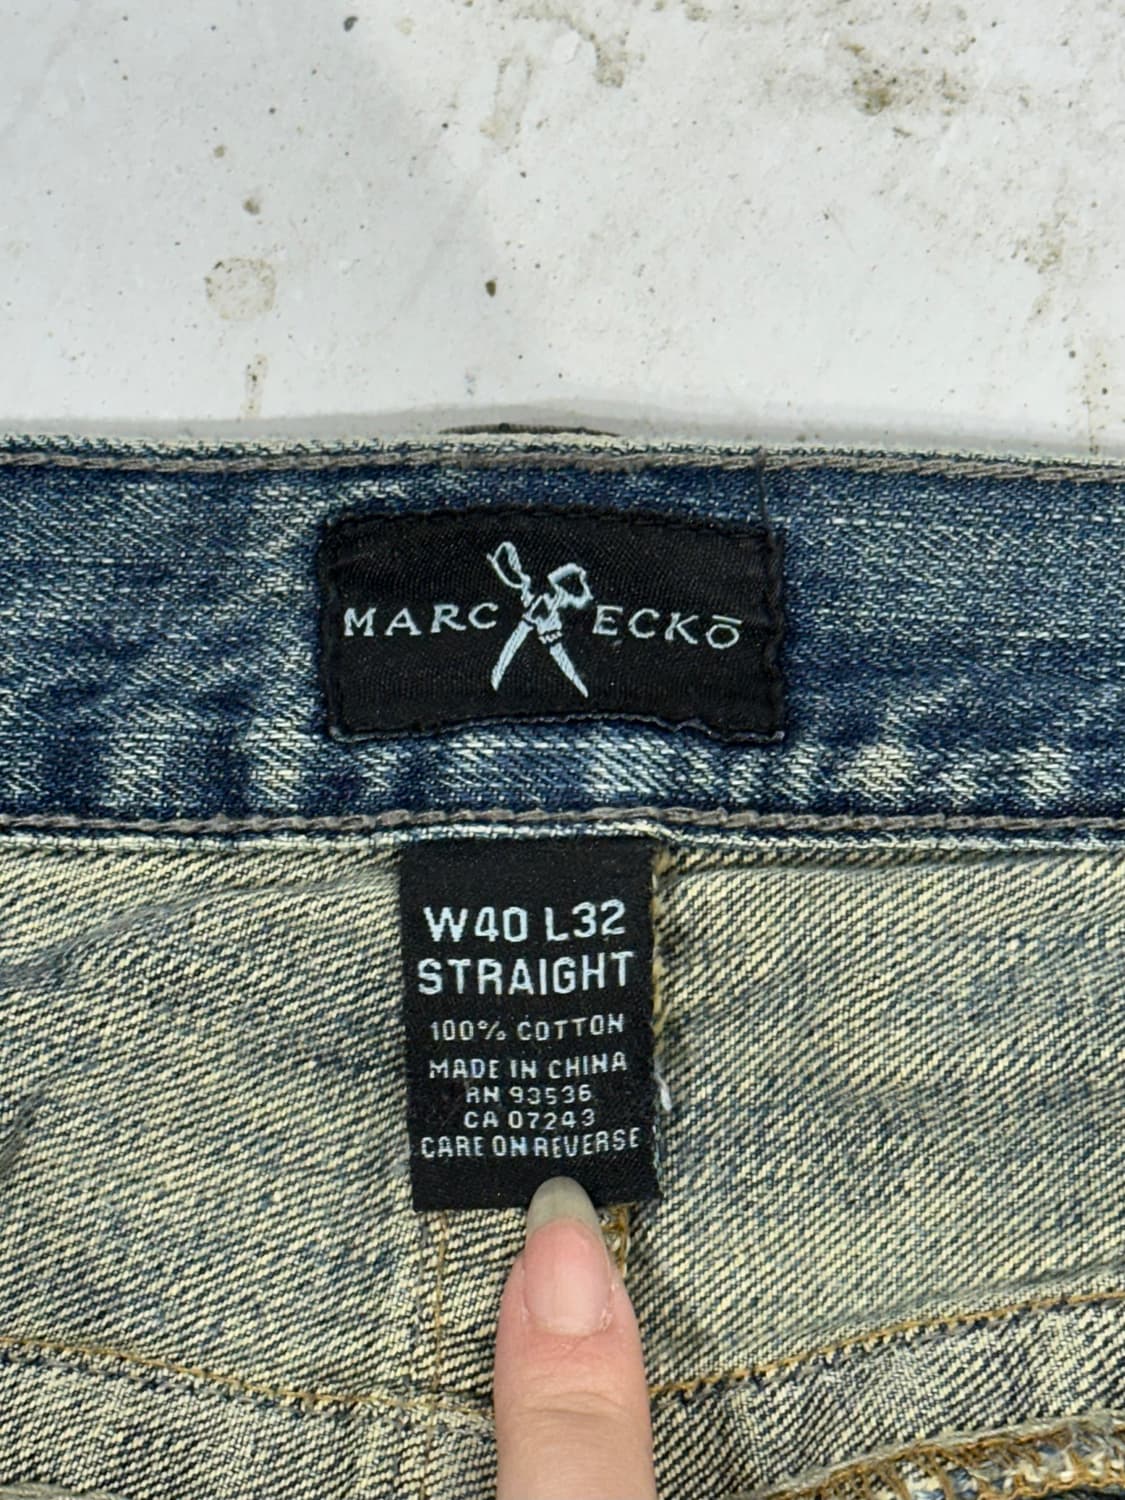 MARC ECKō
W40 L32
STRAIGHT
100% COTTON
MADE IN CHINA
RN 93536
CA 07243
CARE ON REVERSE